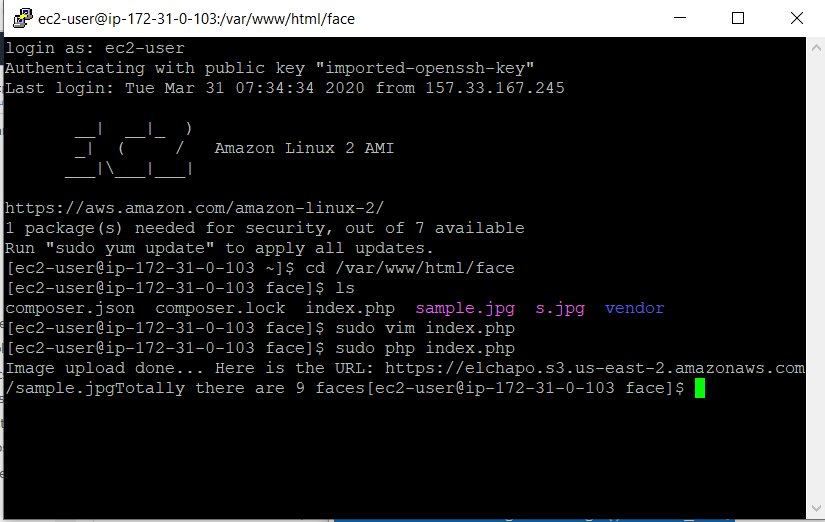 ec2-user@ip-172-31-0-103:/var/www/html/face
login as: ec2-user
Authenticating with public key "imported-openssh-key"
Last login: Tue Mar 31 07:34:34 2020 from 157.33.167.245
__|  __|_  )
_|  (     /   Amazon Linux 2 AMI
___|\___|___|
https://aws.amazon.com/amazon-linux-2/
1 package(s) needed for security, out of 7 available
Run "sudo yum update" to apply all updates.
[ec2-user@ip-172-31-0-103 ~]$ cd /var/www/html/face
[ec2-user@ip-172-31-0-103 face]$ ls
composer.json  composer.lock  index.php  sample.jpg  s.jpg  vendor
[ec2-user@ip-172-31-0-103 face]$ sudo vim index.php
[ec2-user@ip-172-31-0-103 face]$ sudo php index.php
Image upload done... Here is the URL: https://elchapo.s3.us-east-2.amazonaws.com
/sample.jpgTotally there are 9 faces[ec2-user@ip-172-31-0-103 face]$